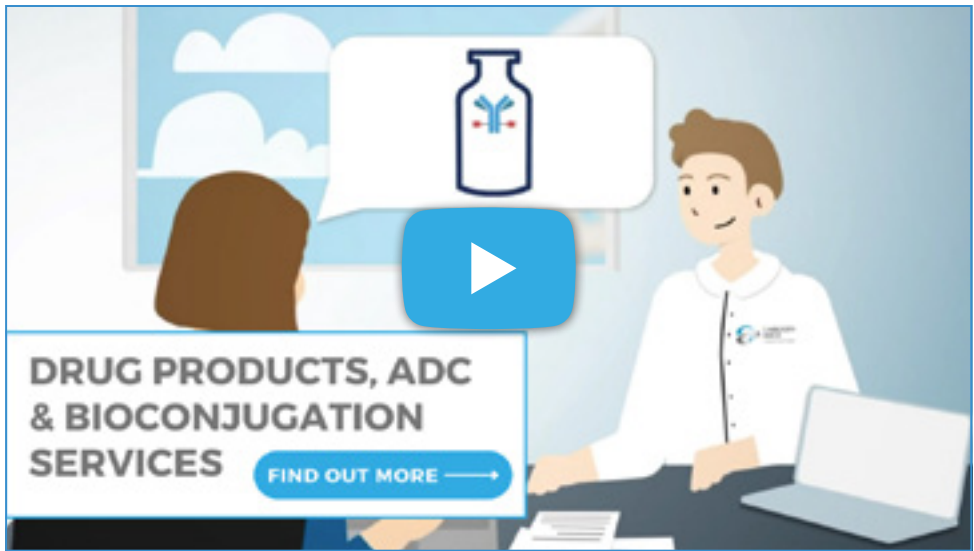 DRUG PRODUCTS, ADC
& BIOCONJUGATION
SERVICES
FIND OUT MORE